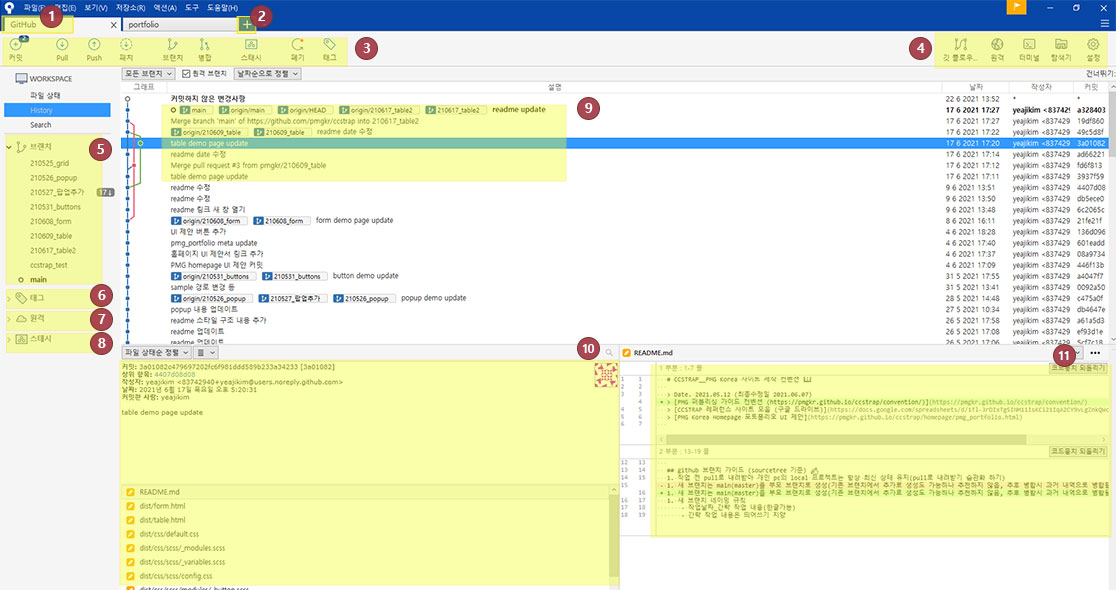 파일(F) 편집(E) 보기(V) 저장소(R) 액션(A) 도구 도움말(H)
GitHub
portfolio
1
2
3
4
커밋 Pull Push 패치 브랜치 병합 스태시 폐기 태그
깃 플로우... 원격 터미널 탐색기 설정
WORKSPACE
파일 상태
History
Search
5
브랜치
210525_grid
210526_popup
210527_팝업추가 17↓
210531_buttons
210608_form
210609_table
210617_table2
ccstrap_test
main
6
태그
7
원격
8
스태시
모든 브랜치 원격 브랜치 날짜순으로 정렬 건너뛰기:
그래프 설명 날짜 작성자 커밋
9
커밋하지 않은 변경사항 22 6 2021 13:52 * *
main origin/main origin/HEAD origin/210617_table2 210617_table2 readme update 17 6 2021 17:27 yeajikim <837429 a328403
Merge branch 'main' of https://github.com/pmgkr/ccstrap into 210617_table2 17 6 2021 17:27 yeajikim <837429 19df860
origin/210609_table 210609_table readme date 수정 17 6 2021 17:22 yeajikim <837429 49c5d8f
table demo page update 17 6 2021 17:20 yeajikim <837429 3a01082
readme date 수정 17 6 2021 17:14 yeajikim <837429 ad66221
Merge pull request #3 from pmgkr/210609_table 17 6 2021 17:12 yeajikim <837429 fd6f813
table demo page update 17 6 2021 17:11 yeajikim <837429 3937f59
readme 수정 9 6 2021 13:51 yeajikim <837429 4407d08
readme 수정 9 6 2021 13:50 yeajikim <837429 db5ece0
readme 링크 새 창 열기 9 6 2021 13:48 yeajikim <837429 6c2065c
origin/210608_form 210608_form form demo page update 8 6 2021 16:11 yeajikim <837429 21fe21f
UI 제안 버튼 추가 4 6 2021 18:28 yeajikim <837429 136d096
pmg_portfolio meta update 4 6 2021 17:40 yeajikim <837429 601eadd
홈페이지 UI 제안서 링크 추가 4 6 2021 17:37 yeajikim <837429 08a9734
PMG homepage UI 제안 커밋 4 6 2021 17:09 yeajikim <837429 446f13b
origin/210531_buttons 210531_buttons button demo update 31 5 2021 17:21 yeajikim <837429 a4047f7
sample 경로 변경 등 31 5 2021 13:41 yeajikim <837429 0092a50
origin/210526_popup 210527_팝업추가 210526_popup popup demo update 28 5 2021 14:48 yeajikim <837429 c475a0f
popup 내용 업데이트 27 5 2021 10:34 yeajikim <837429 db4647e
readme 스타일 구조 내용 추가 26 5 2021 17:58 yeajikim <837429 a61a5d3
readme 업데이트 26 5 2021 17:08 yeajikim <837429 ef93d1e
readme 업데이트 26 5 2021 17:06 yeajikim <837429 5cf7c18
파일 상태순 정렬
10
커밋: 3a01082c479697202fc6f981ddd589b233a34233 [3a01082]
상위 항목: 4407d08d08
작성자: yeajikim <83742940+yeajikim@users.noreply.github.com>
날짜: 2021년 6월 17일 목요일 오후 5:20:31
커밋한 사람: yeajikim
table demo page update
README.md
dist/form.html
dist/table.html
dist/css/default.css
dist/css/scss/_modules.scss
dist/css/scss/_variables.scss
dist/css/scss/config.css
dist/css/scss/modules/_button.scss
README.md
11
1 부분 : 1-7 줄 코드뭉치 되돌리기
## CCSTRAP__PMG Korea 사이트 제작 컨벤션
> Date. 2021.05.12 (최종수정일 2021.06.07)
+ > [PMG 퍼블리싱 가이드 컨벤션 (https://pmgkr.github.io/ccstrap/convention/)](https://pmgkr.github.io/ccstrap/convention/)
> [PMG Korea Homepage 포트폴리오 UI 제안](https://pmgkr.github.io/ccstrap/homepage/pmg_portfolio.html)
2 부분 : 13-19 줄 코드뭉치 되돌리기
## github 브랜치 가이드 (sourcetree 기준)
1. 작업 전 pull로 내려받아 개인 pc의 local 프로젝트는 항상 최신 상태 유지(pull로 내려받기 습관화 하기)
- 1. 새 브랜치는 main(master)을 부모 브랜치로 생성(기존 브랜치에서 추가로 생성도 가능하나 추천하지 않음, 추후 병합시 과거 내역으로 병합될
+ 1. 새 브랜치는 main(master)을 부모 브랜치로 생성(기존 브랜치에서 추가로 생성도 가능하나 추천하지 않음, 추후 병합시 과거 내역으로 병합될
1. 새 브랜치 네이밍 규칙
- 작업날짜_간략 작업 내용(한글가능)
- 간략 작업 내용은 띄어쓰기 지양